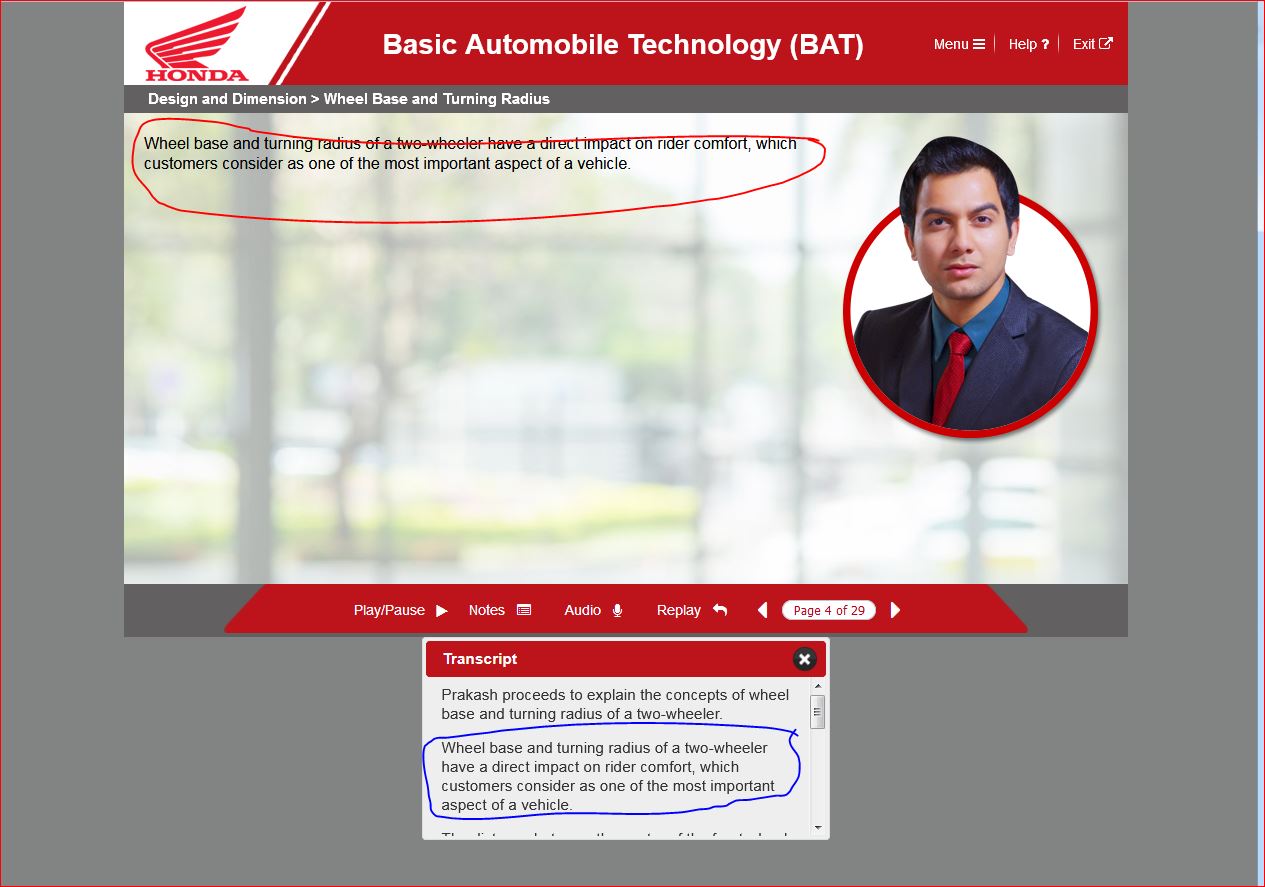 HONDA
Basic Automobile Technology (BAT)
Menu
Help ?
Exit
Design and Dimension > Wheel Base and Turning Radius
Wheel base and turning radius of a two-wheeler have a direct impact on rider comfort, which
customers consider as one of the most important aspect of a vehicle.
Play/Pause
Notes
Audio
Replay
Page 4 of 29
Transcript
Prakash proceeds to explain the concepts of wheel
base and turning radius of a two-wheeler.
Wheel base and turning radius of a two-wheeler
have a direct impact on rider comfort, which
customers consider as one of the most important
aspect of a vehicle.